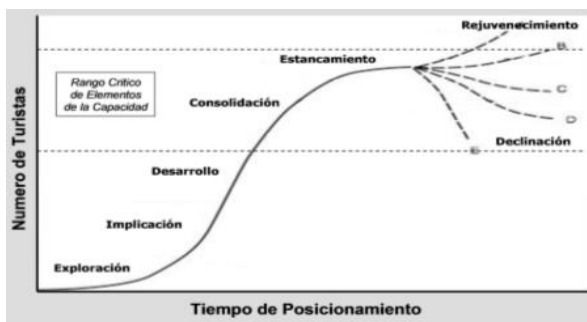 Rejuvenecimiento
B
Estancamiento
Rango Critico
de Elementos
de la Capacidad
Consolidación
C
D
E
Declinación
Desarrollo
Implicación
Exploración
Numero de Turistas
Tiempo de Posicionamiento